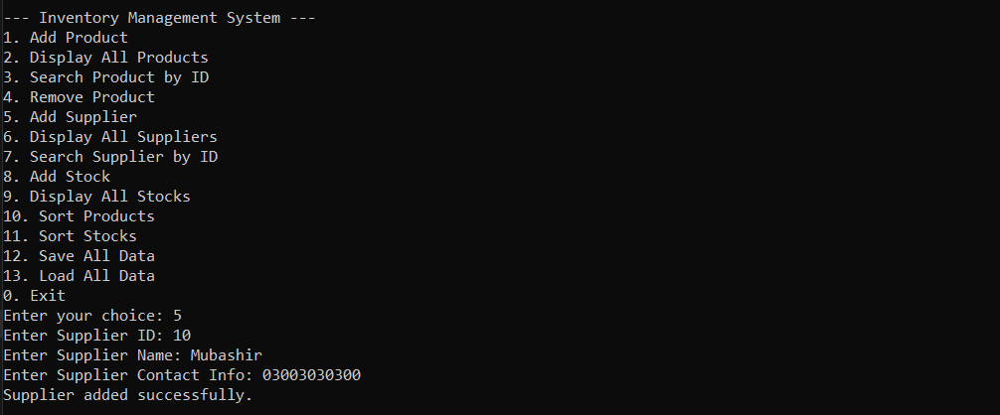 --- Inventory Management System ---
1. Add Product
2. Display All Products
3. Search Product by ID
4. Remove Product
5. Add Supplier
6. Display All Suppliers
7. Search Supplier by ID
8. Add Stock
9. Display All Stocks
10. Sort Products
11. Sort Stocks
12. Save All Data
13. Load All Data
0. Exit
Enter your choice: 5
Enter Supplier ID: 10
Enter Supplier Name: Mubashir
Enter Supplier Contact Info: 03003030300
Supplier added successfully.